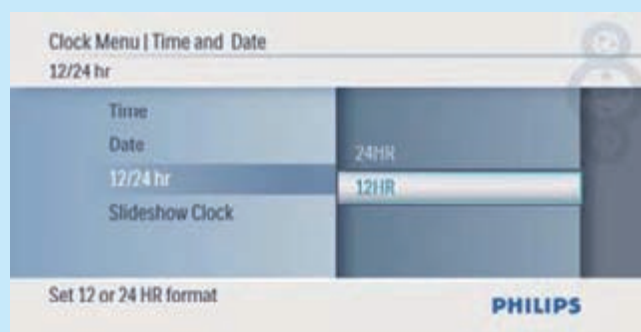 Clock Menu | Time and Date
12/24 hr
Time
Date
12/24 hr
Slideshow Clock
24HR
12HR
Set 12 or 24 HR format
PHILIPS